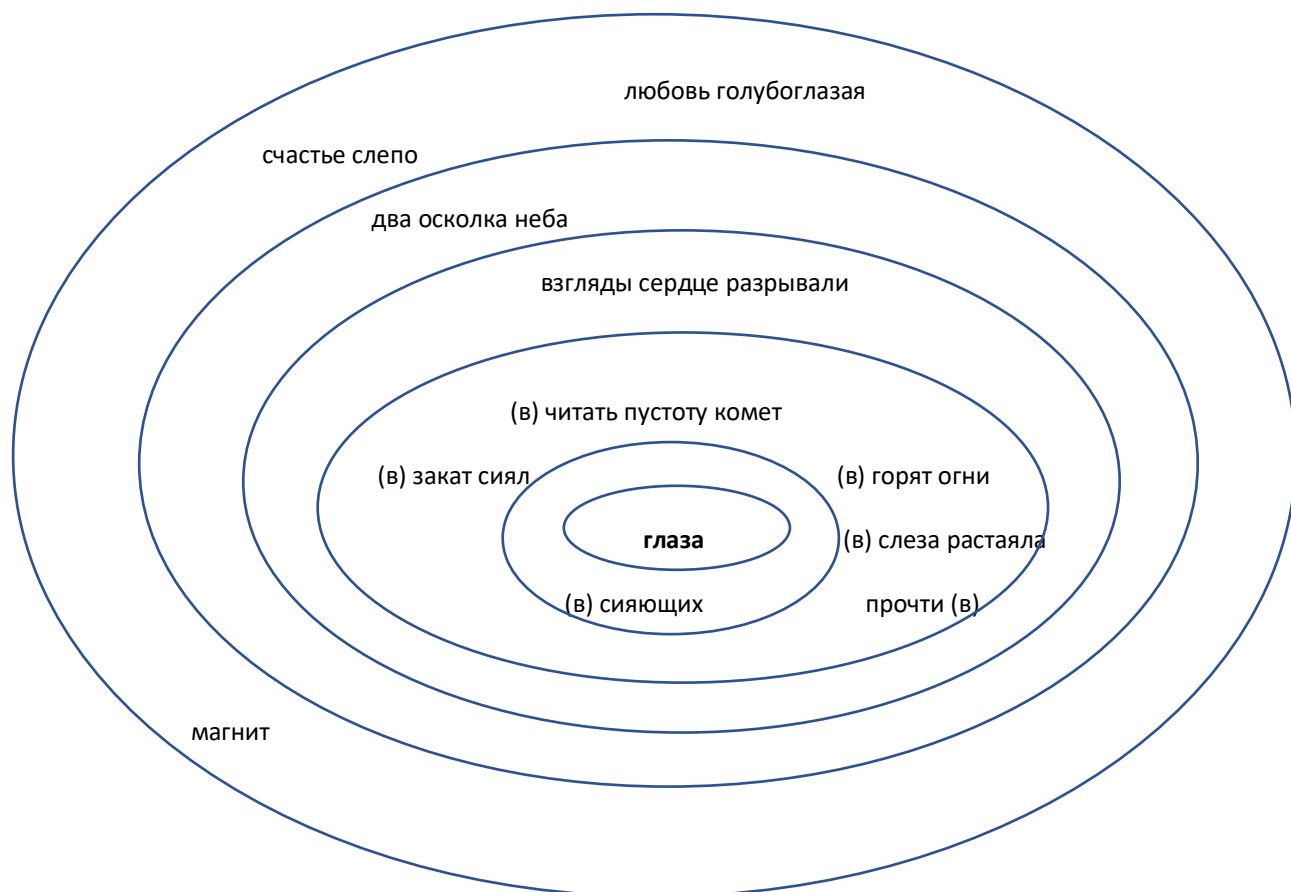 любовь голубоглазая
счастье слепо
два осколка неба
взгляды сердце разрывали
(в) читать пустоту комет
(в) закат сиял
(в) горят огни
глаза
(в) слеза растаяла
(в) сияющих
прочти (в)
магнит